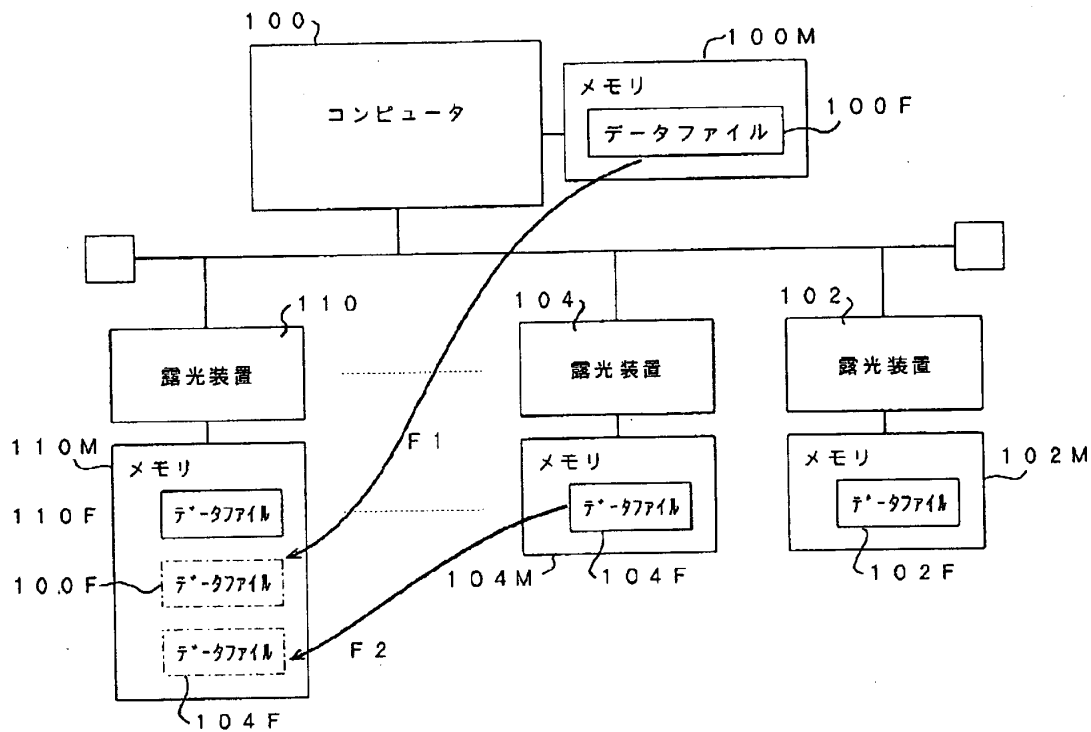 １００
１００Ｍ
コンピュータ
メモリ
データファイル
１００Ｆ
１１０
１０４
１０２
露光装置
露光装置
露光装置
Ｆ１
１１０Ｍ
メモリ
メモリ
メモリ
１０２Ｍ
１１０Ｆ
データファイル
データファイル
データファイル
１００Ｆ
データファイル
１０４Ｍ
１０４Ｆ
１０２Ｆ
データファイル
Ｆ２
１０４Ｆ